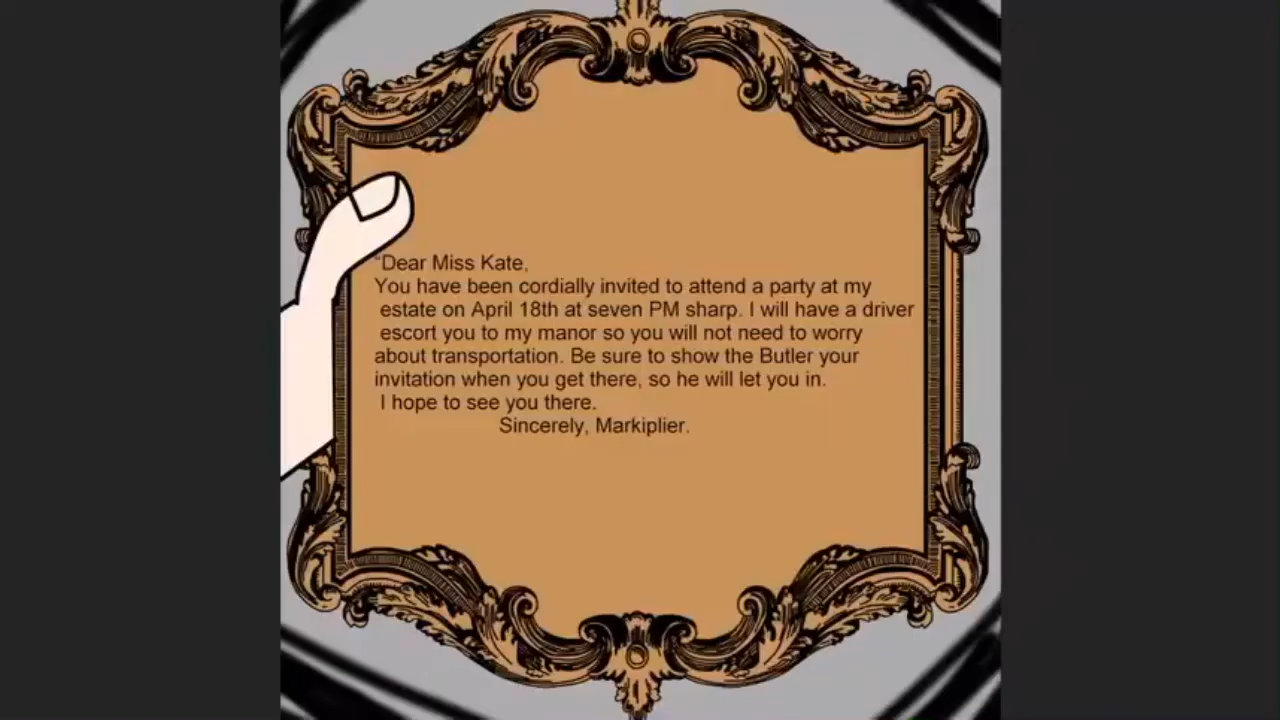 "Dear Miss Kate,
You have been cordially invited to attend a party at my
estate on April 18th at seven PM sharp. I will have a driver
escort you to my manor so you will not need to worry
about transportation. Be sure to show the Butler your
invitation when you get there, so he will let you in.
I hope to see you there.
Sincerely, Markiplier.